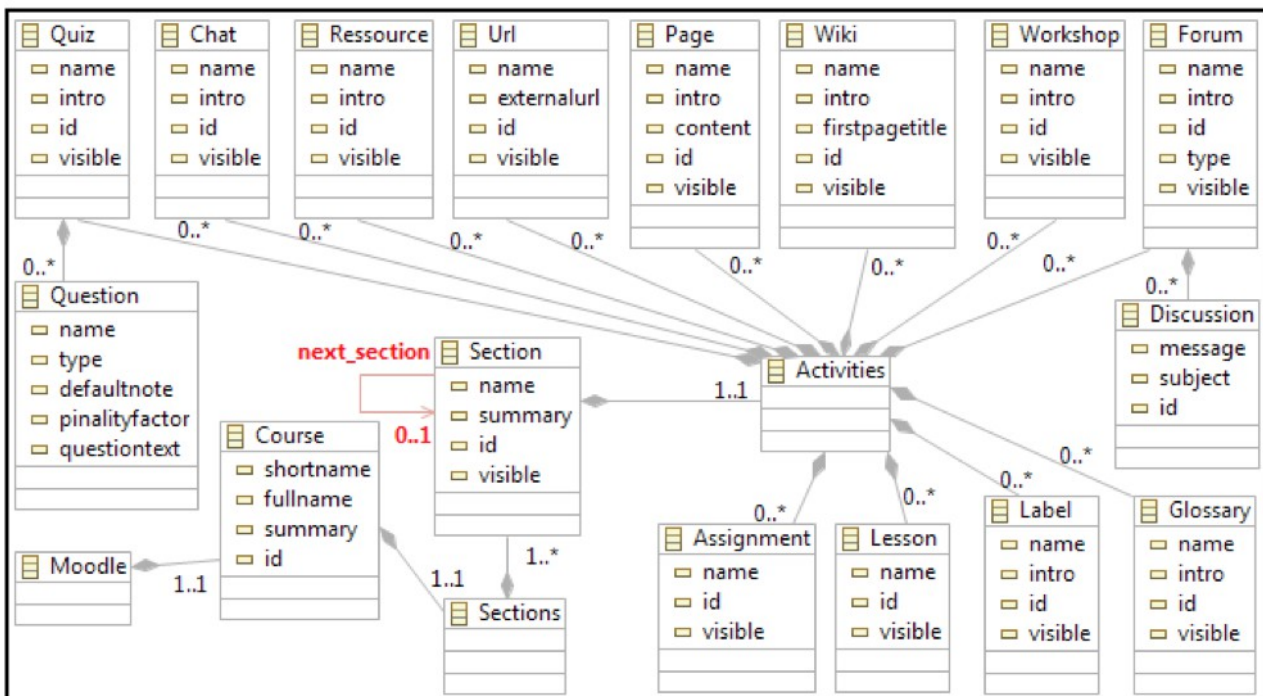 Quiz
name
intro
id
visible
Chat
name
intro
id
visible
Ressource
name
intro
id
visible
Url
name
externalurl
id
visible
Page
name
intro
content
id
visible
Wiki
name
intro
firstpagetitle
id
visible
Workshop
name
intro
id
visible
Forum
name
intro
id
type
visible
0..*
0..*
0..*
0..*
0..*
0..*
0..*
0..*
0..*
0..*
Question
name
type
defaultnote
pinalityfactor
questiontext
next_section
0..1
Section
name
summary
id
visible
1..1
Activities
Discussion
message
subject
id
Course
shortname
fullname
summary
id
Moodle
1..1
1..1
1..*
Sections
0..*
Assignment
name
id
visible
0..*
Lesson
name
id
visible
0..*
Label
name
intro
id
visible
0..*
Glossary
name
intro
id
visible